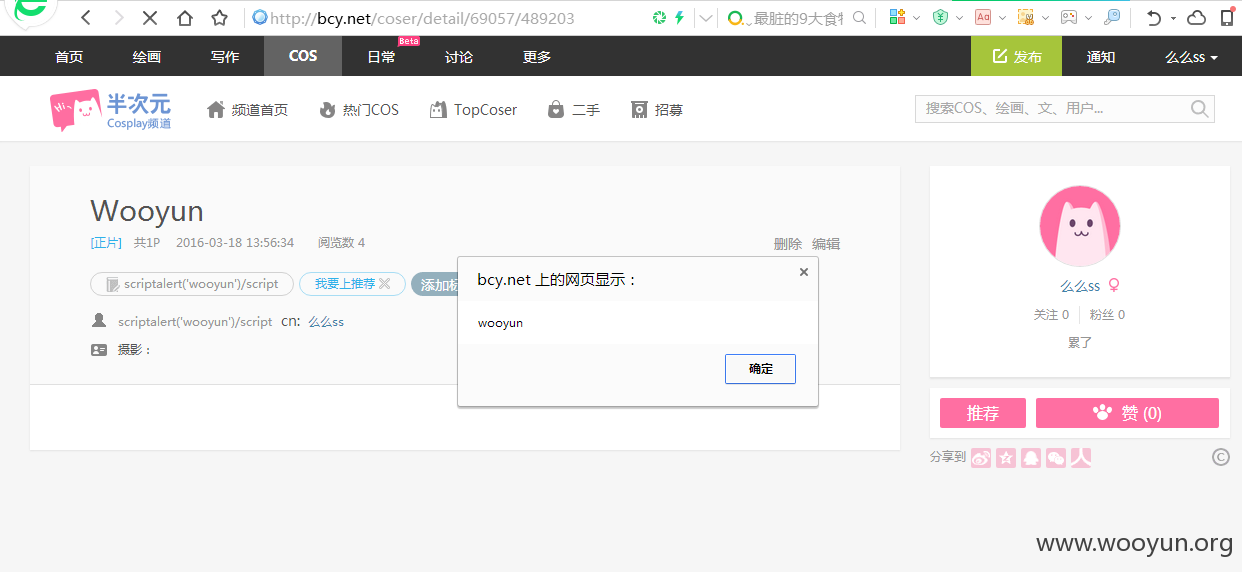 http://bcy.net/coser/detail/69057/489203 最脏的9大食物
首页 绘画 写作 COS 日常 Beta 讨论 更多 发布 通知 么么ss
Hi, 半次元 Cosplay频道 频道首页 热门COS TopCoser 二手 招募 搜索COS、绘画、文、用户...
Wooyun
[正片] 共1P 2016-03-18 13:56:34 阅览数 4 删除 编辑
scriptalert('wooyun')/script 我要上推荐 添加标
scriptalert('wooyun')/script cn: 么么ss
摄影：
bcy.net 上的网页显示：
wooyun
确定
么么ss
关注 0 粉丝 0
累了
推荐 赞 (0)
分享到
www.wooyun.org